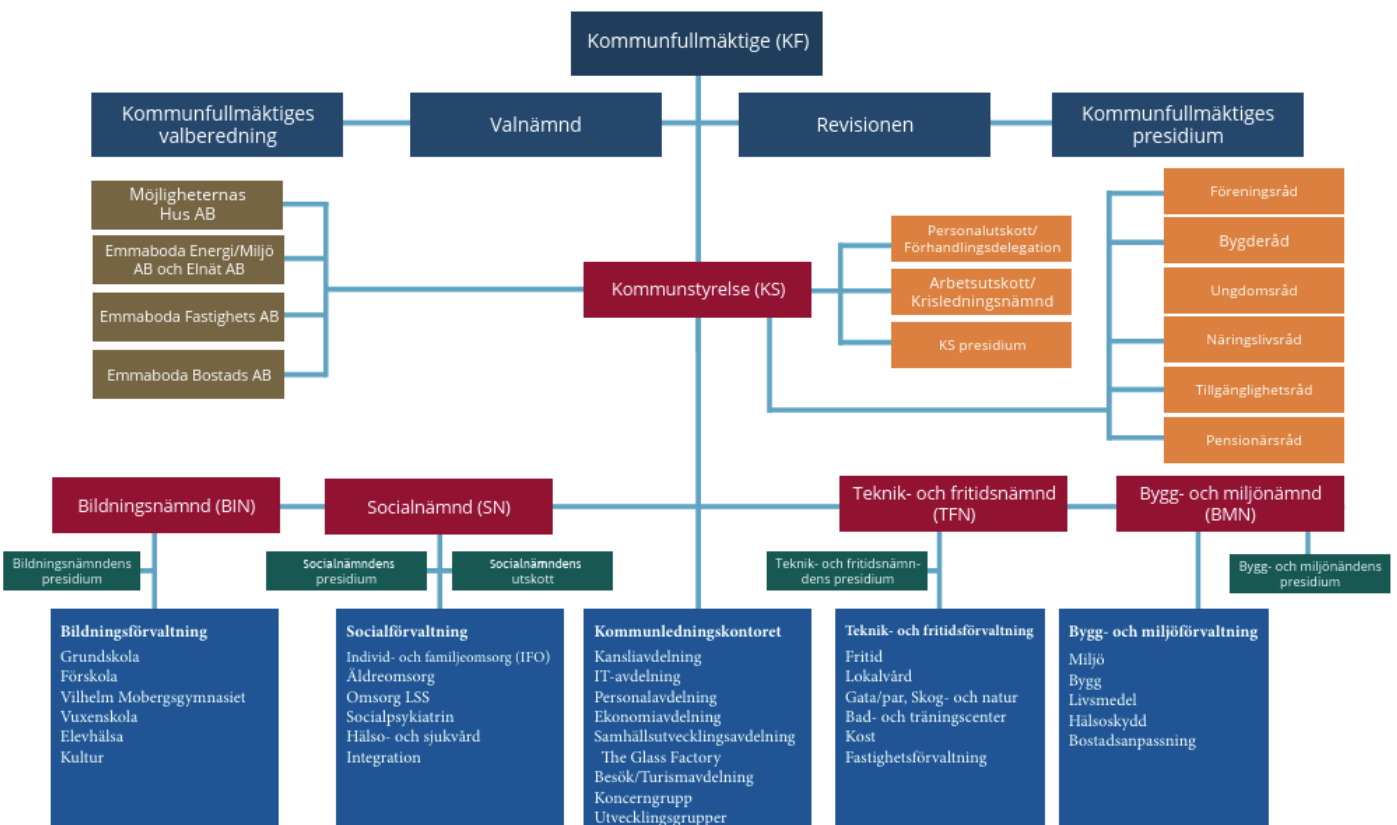 Kommunfullmäktige (KF)
Kommunfullmäktiges
valberedning
Valnämnd
Revisionen
Kommunfullmäktiges
presidium
Möjligheternas
Hus AB
Emmaboda Energi/Miljö
AB och Elnät AB
Emmaboda Fastighets AB
Emmaboda Bostads AB
Kommunstyrelse (KS)
Personalutskott/
Förhandlingsdelegation
Arbetsutskott/
Krisledningsnämnd
KS presidium
Föreningsråd
Bygderåd
Ungdomsråd
Näringslivsråd
Tillgänglighetsråd
Pensionärsråd
Bildningsnämnd (BIN)
Socialnämnd (SN)
Teknik- och fritidsnämnd
(TFN)
Bygg- och miljönämnd
(BMN)
Bildningsnämndens
presidium
Socialnämndens
presidium
Socialnämndens
utskott
Teknik- och fritidsnämn-
dens presidium
Bygg- och miljönändens
presidium
Bildningsförvaltning
Grundskola
Förskola
Vilhelm Mobergsgymnasiet
Vuxenskola
Elevhälsa
Kultur
Socialförvaltning
Individ- och familjeomsorg (IFO)
Äldreomsorg
Omsorg LSS
Socialpsykiatrin
Hälso- och sjukvård
Integration
Kommunledningskontoret
Kansliavdelning
IT-avdelning
Personalavdelning
Ekonomiavdelning
Samhällsutvecklingsavdelning
The Glass Factory
Besök/Turismavdelning
Koncerngrupp
Utvecklingsgrupper
Teknik- och fritidsförvaltning
Fritid
Lokalvård
Gata/par, Skog- och natur
Bad- och träningscenter
Kost
Fastighetsförvaltning
Bygg- och miljöförvaltning
Miljö
Bygg
Livsmedel
Hälsoskydd
Bostadsanpassning